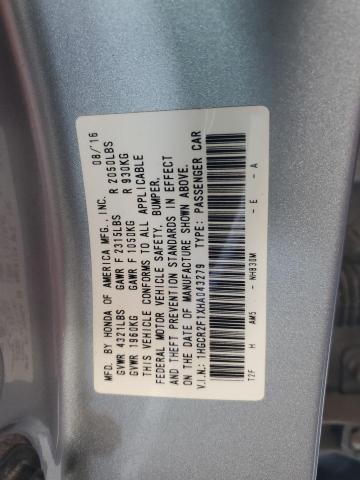 MFD. BY HONDA OF AMERICA MFG., INC. 08/'16
GVWR 4321LBS GAWR F 2315LBS R 2050LBS
GVWR 1960KG GAWR F 1050KG R 930KG
THIS VEHICLE CONFORMS TO ALL APPLICABLE
FEDERAL MOTOR VEHICLE SAFETY, BUMPER,
AND THEFT PREVENTION STANDARDS IN EFFECT
ON THE DATE OF MANUFACTURE SHOWN ABOVE.
V.I.N.: 1HGCR2F1XHA043279 TYPE: PASSENGER CAR
T2F H AM5 - NH830M - E - A